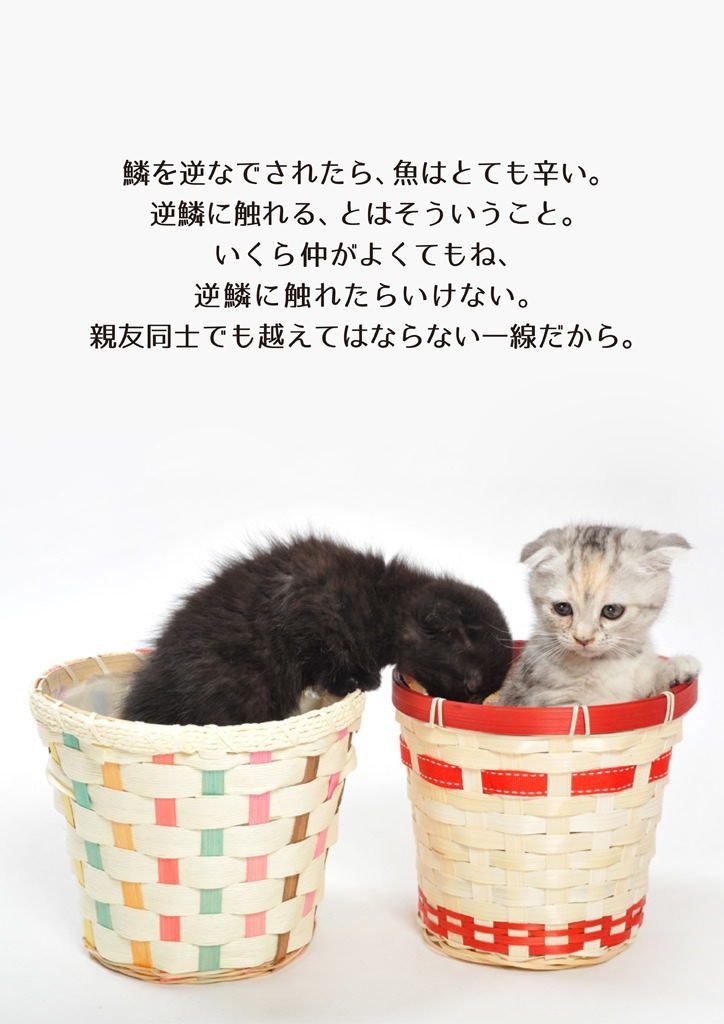 鱗を逆なでされたら、魚はとても辛い。
逆鱗に触れる、とはそういうこと。
いくら仲がよくてもね、
逆鱗に触れたらいけない。
親友同士でも越えてはならない一線だから。